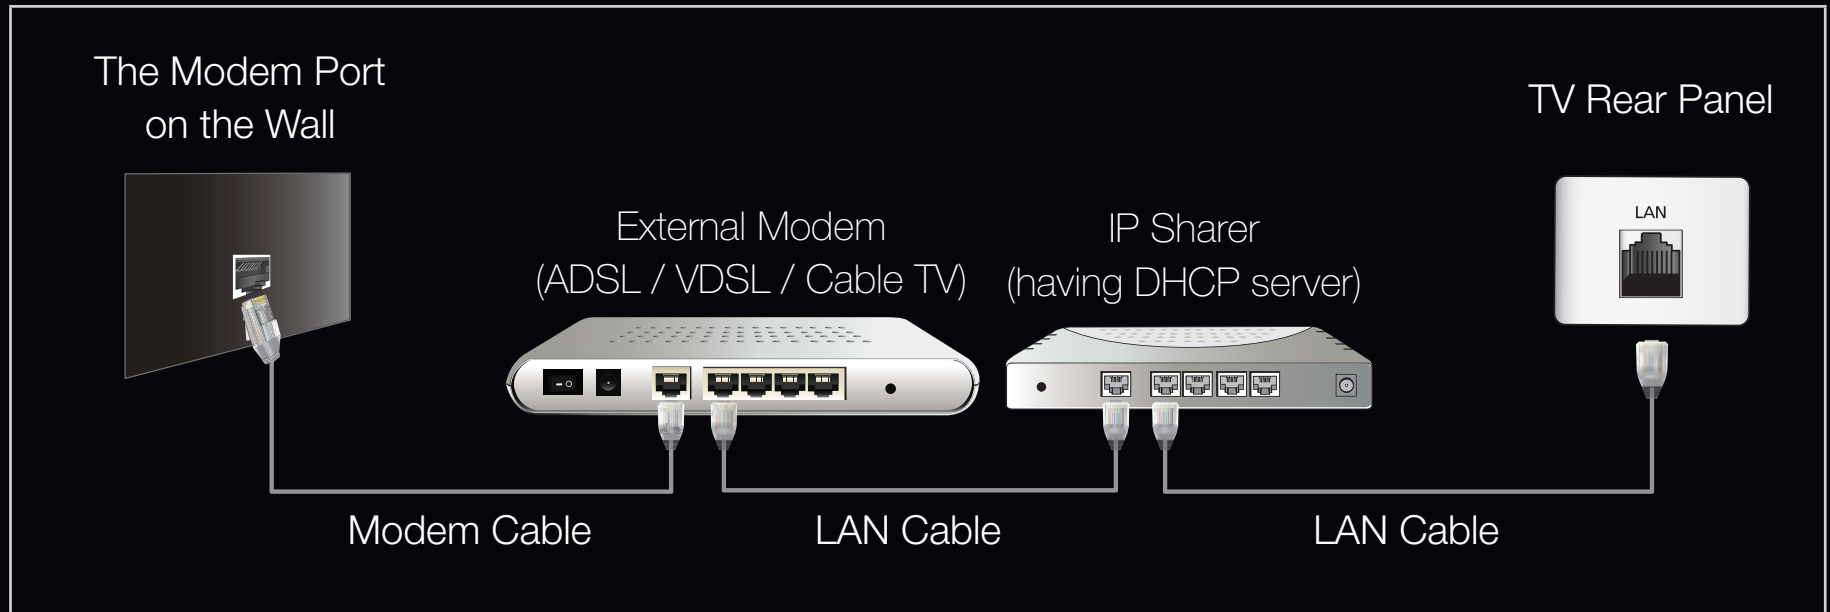 The Modem Port
on the Wall
TV Rear Panel
External Modem
(ADSL / VDSL / Cable TV)
IP Sharer
(having DHCP server)
LAN
Modem Cable
LAN Cable
LAN Cable